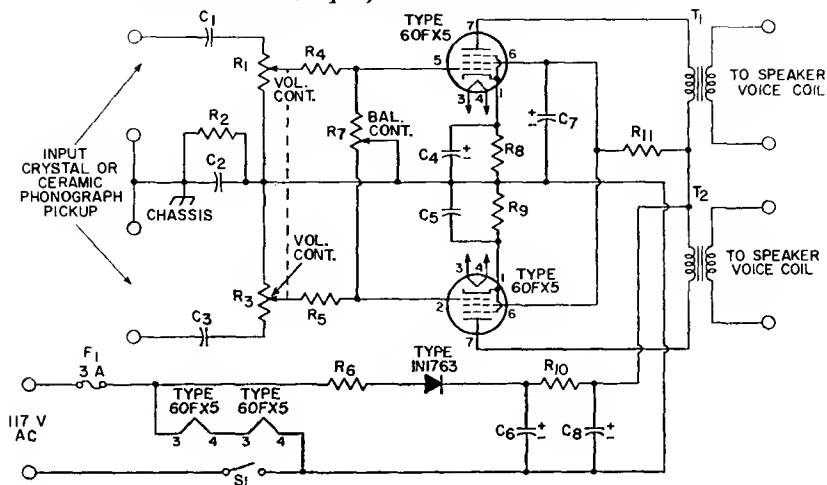 TYPE
60FX5
T1
C1
R1
VOL.
CONT.
R4
7
5
6
3
4
1
TO SPEAKER
VOICE COIL
R2
C2
CHASSIS
R7
BAL.
CONT.
C4
+
-
R8
C7
+
-
R11
INPUT
CRYSTAL OR
CERAMIC
PHONOGRAPH
PICKUP
C5
R9
T2
VOL.
CONT.
R3
C3
R5
3
4
1
TYPE
60FX5
2
6
7
TO SPEAKER
VOICE COIL
F1
3 A
TYPE
60FX5
TYPE
60FX5
3
4
3
4
R6
TYPE
1N1763
R10
C6
+
-
C8
+
-
117 V
AC
S1